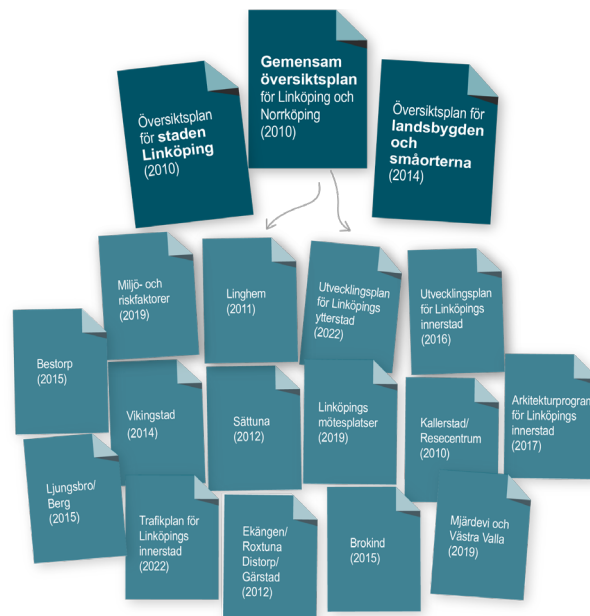 Översiktsplan
för staden
Linköping
(2010)
Gemensam
översiktsplan
för Linköping och
Norrköping
(2010)
Översiktsplan för
landsbygden
och
småorterna
(2014)
Miljö- och
riskfaktorer
(2019)
Linghem
(2011)
Utvecklingsplan
för Linköpings
ytterstad
(2022)
Utvecklingsplan
för Linköpings
innerstad
(2016)
Bestorp
(2015)
Vikingstad
(2014)
Sättuna
(2012)
Linköpings
mötesplatser
(2019)
Kallerstad/
Resecentrum
(2010)
Arkitekturprogram
för Linköpings
innerstad
(2017)
Ljungsbro/
Berg
(2015)
Trafikplan för
Linköpings
innerstad
(2022)
Ekängen/
Roxtuna
Distorp/
Gärstad
(2012)
Brokind
(2015)
Mjärdevi och
Västra Valla
(2019)